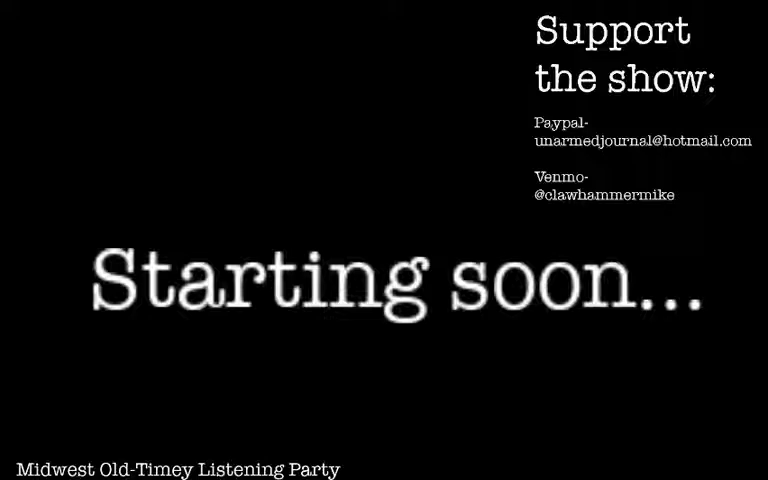 Support
the show:
Paypal-
unarmedjournal@hotmail.com
Venmo-
@clawhammermike
Starting soon...
Midwest Old-Timey Listening Party